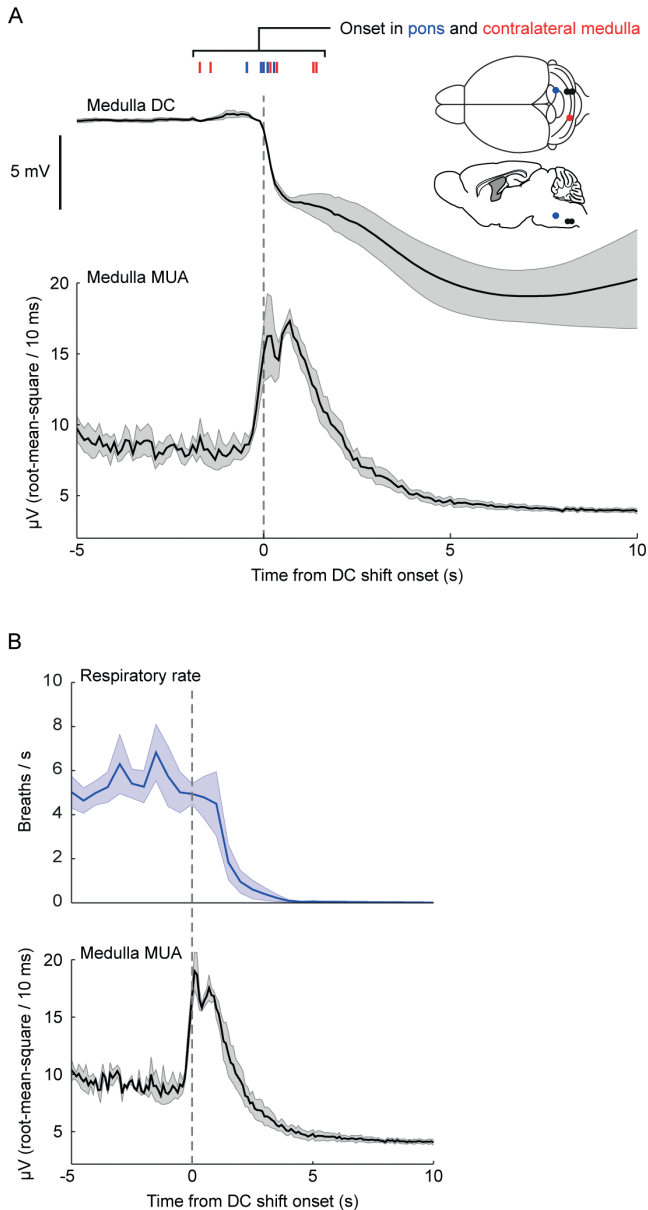 A
Onset in pons and contralateral medulla
Medulla DC
5 mV
Medulla MUA
20
15
10
5
µV (root-mean-square / 10 ms)
-5
0
5
10
Time from DC shift onset (s)
B
Respiratory rate
10
8
6
4
2
0
Breaths / s
Medulla MUA
20
15
10
5
µV (root-mean-square / 10 ms)
-5
0
5
10
Time from DC shift onset (s)